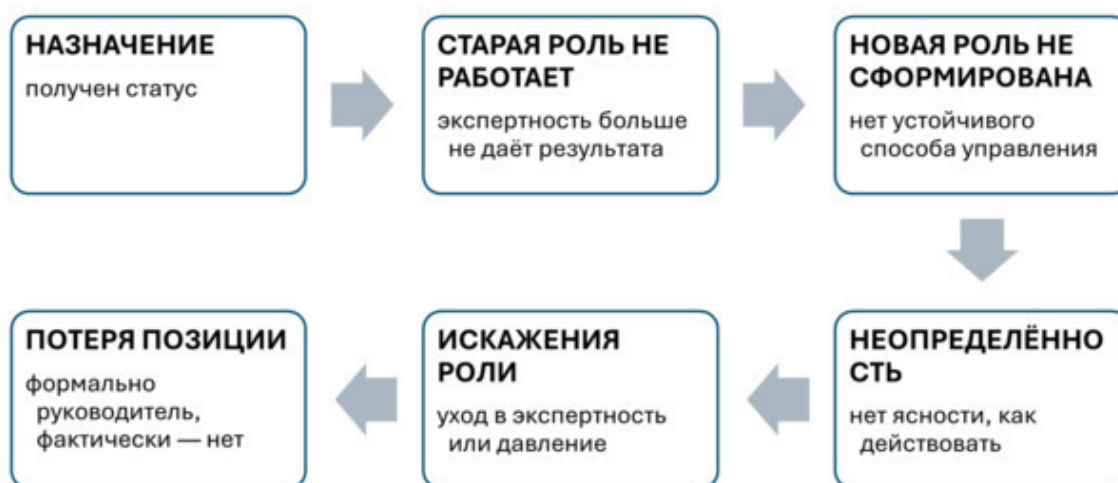 НАЗНАЧЕНИЕ
получен статус
СТАРАЯ РОЛЬ НЕ
РАБОТАЕТ
экспертность больше
не даёт результата
НОВАЯ РОЛЬ НЕ
СФОРМИРОВАНА
нет устойчивого
способа управления
НЕОПРЕДЕЛЁННО
СТЬ
нет ясности, как
действовать
ИСКАЖЕНИЯ
РОЛИ
уход в экспертность
или давление
ПОТЕРЯ ПОЗИЦИИ
формально
руководитель,
фактически — нет